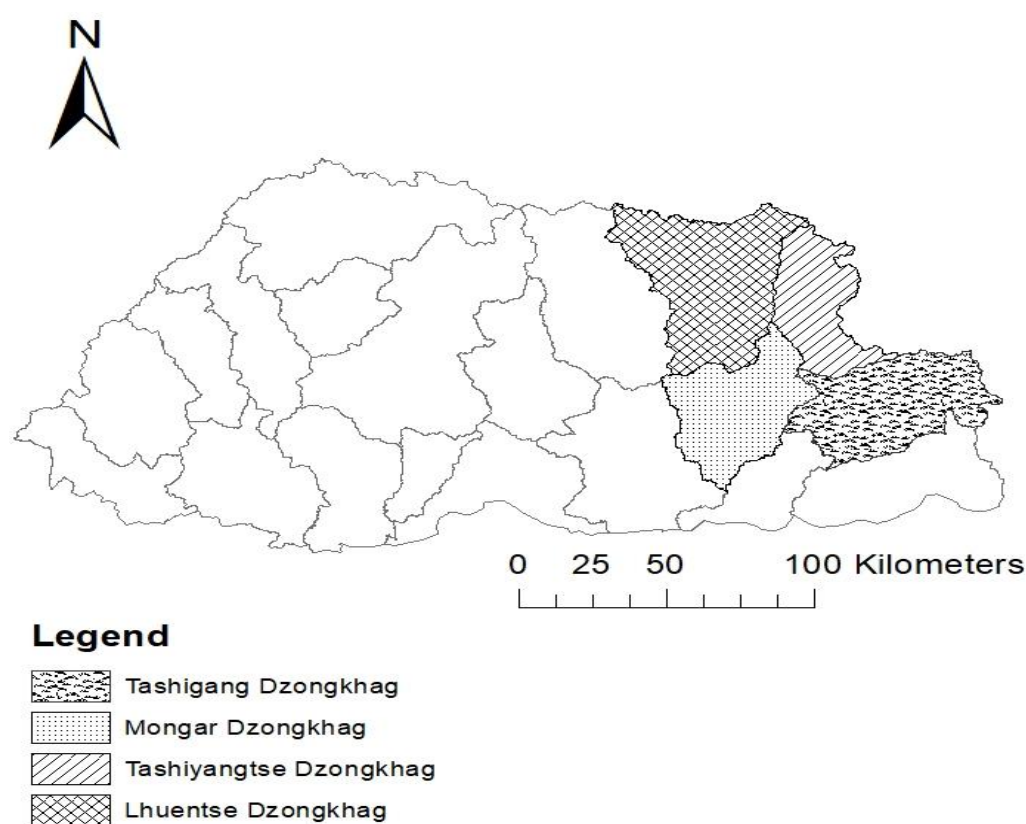 N
0 25 50 100 Kilometers
Legend
Tashigang Dzongkhag
Mongar Dzongkhag
Tashiyangtse Dzongkhag
Lhuentse Dzongkhag